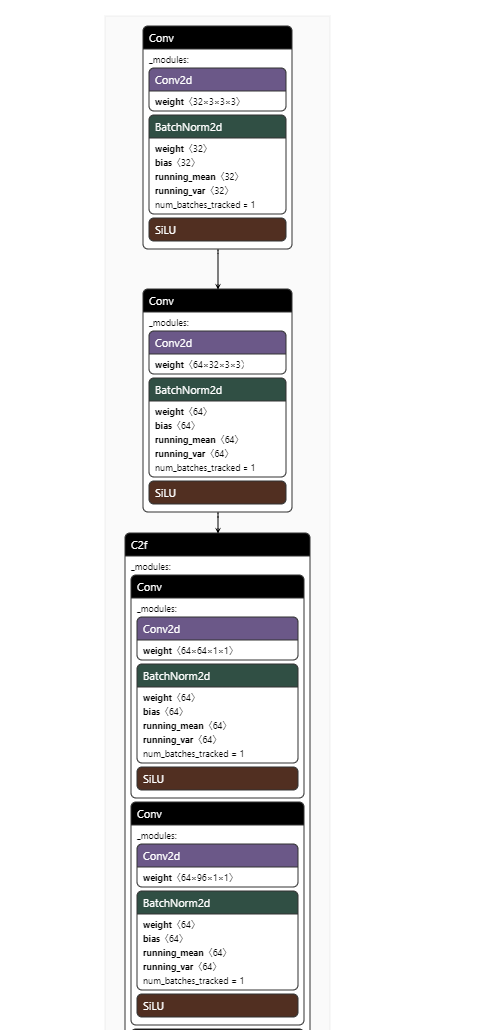 Conv
_modules:
Conv2d
weight 〈32×3×3×3〉
BatchNorm2d
weight 〈32〉
bias 〈32〉
running_mean 〈32〉
running_var 〈32〉
num_batches_tracked = 1
SiLU
Conv
_modules:
Conv2d
weight 〈64×32×3×3〉
BatchNorm2d
weight 〈64〉
bias 〈64〉
running_mean 〈64〉
running_var 〈64〉
num_batches_tracked = 1
SiLU
C2f
_modules:
Conv
_modules:
Conv2d
weight 〈64×64×1×1〉
BatchNorm2d
weight 〈64〉
bias 〈64〉
running_mean 〈64〉
running_var 〈64〉
num_batches_tracked = 1
SiLU
Conv
_modules:
Conv2d
weight 〈64×96×1×1〉
BatchNorm2d
weight 〈64〉
bias 〈64〉
running_mean 〈64〉
running_var 〈64〉
num_batches_tracked = 1
SiLU